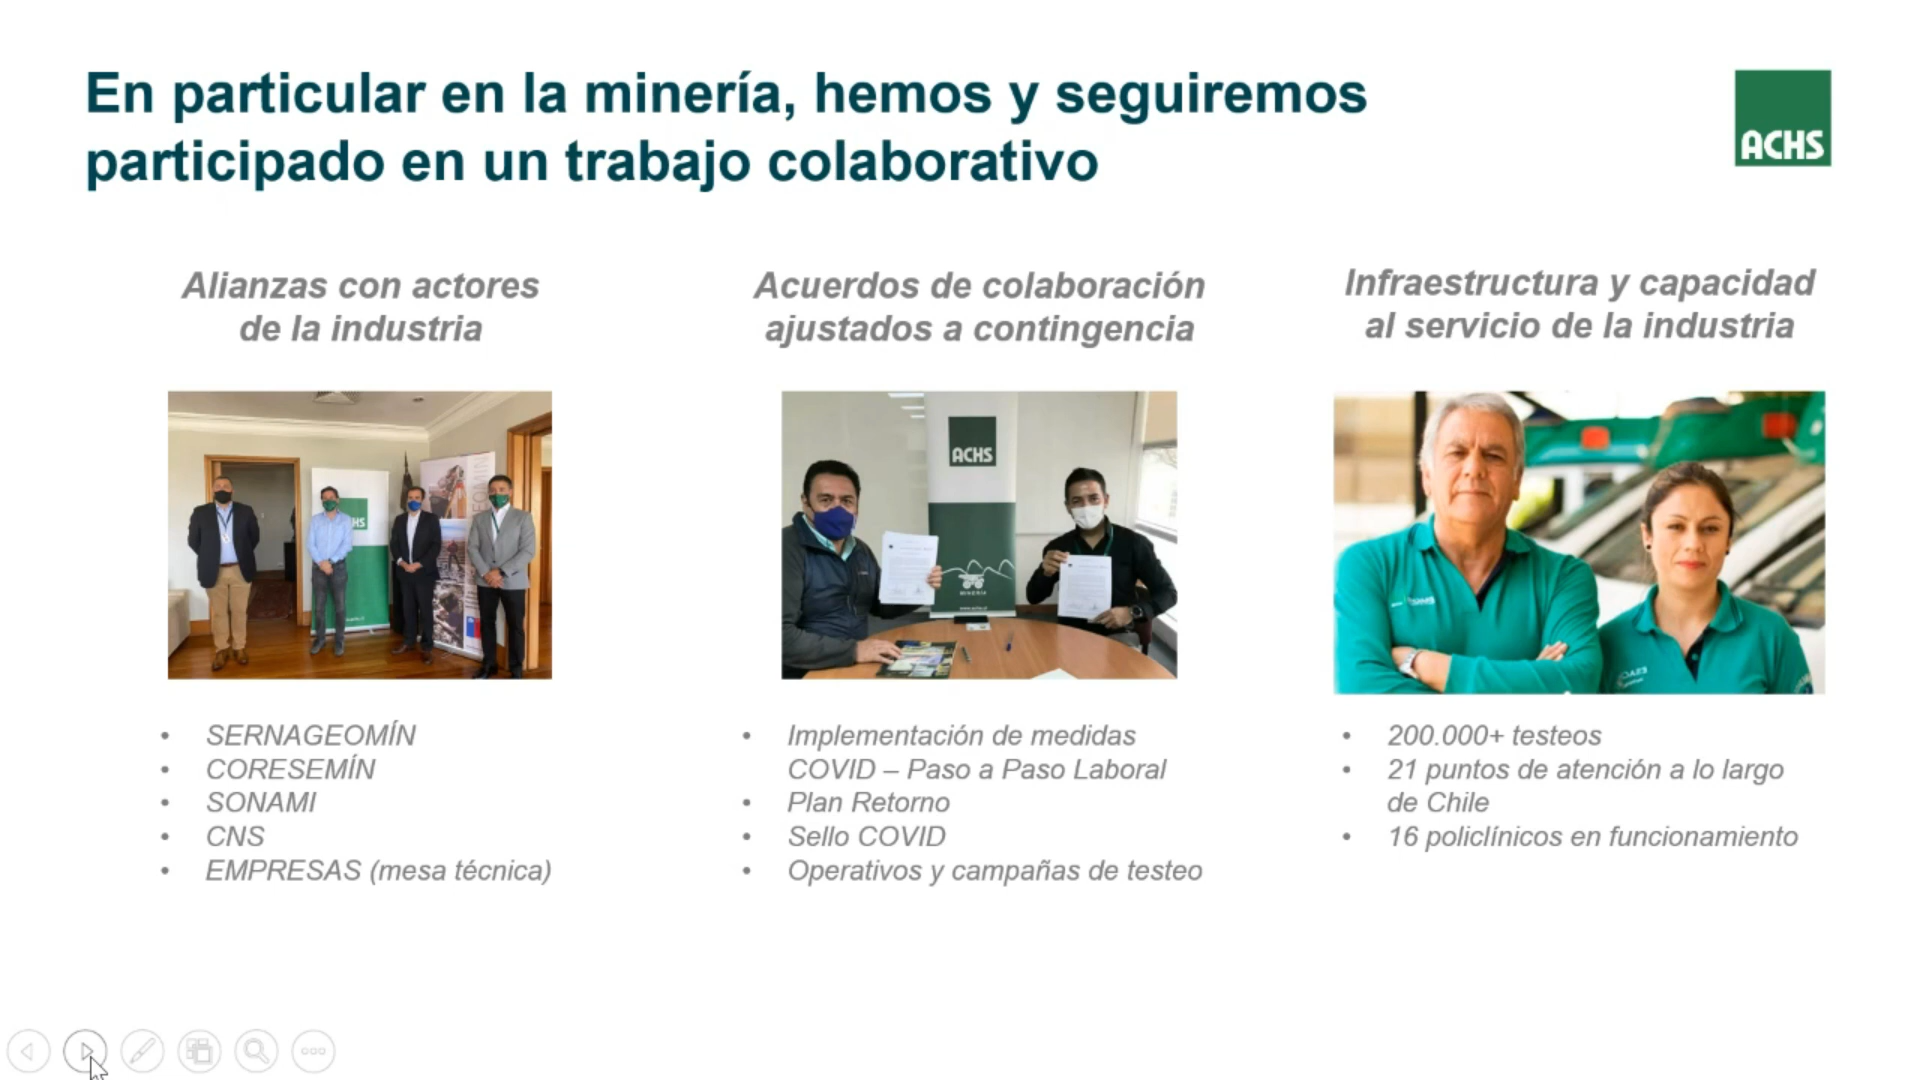 En particular en la minería, hemos y seguiremos
participado en un trabajo colaborativo
ACHS
Alianzas con actores
de la industria
Acuerdos de colaboración
ajustados a contingencia
Infraestructura y capacidad
al servicio de la industria
HS
ACHS
MINERIA
• SERNAGEOMÍN
• CORESEMÍN
• SONAMI
• CNS
• EMPRESAS (mesa técnica)
• Implementación de medidas
COVID – Paso a Paso Laboral
• Plan Retorno
• Sello COVID
• Operativos y campañas de testeo
• 200.000+ testeos
• 21 puntos de atención a lo largo
de Chile
• 16 policlínicos en funcionamiento